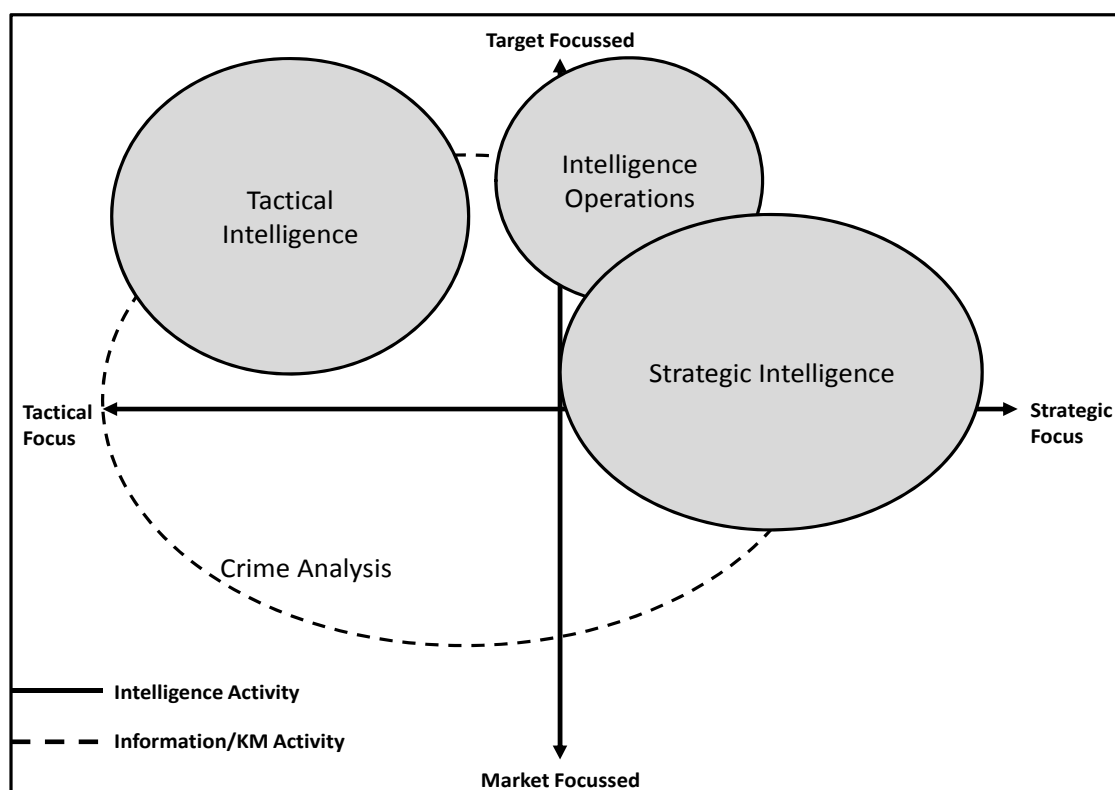 Target Focussed
Tactical
Intelligence
Intelligence
Operations
Strategic Intelligence
Tactical
Focus
Strategic
Focus
Crime Analysis
Intelligence Activity
Information/KM Activity
Market Focussed